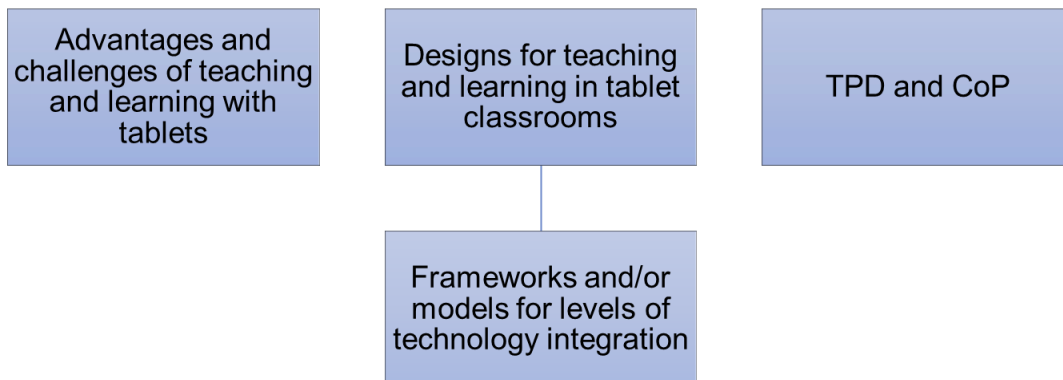 Advantages and
challenges of teaching
and learning with
tablets
Designs for teaching
and learning in tablet
classrooms
TPD and CoP
Frameworks and/or
models for levels of
technology integration